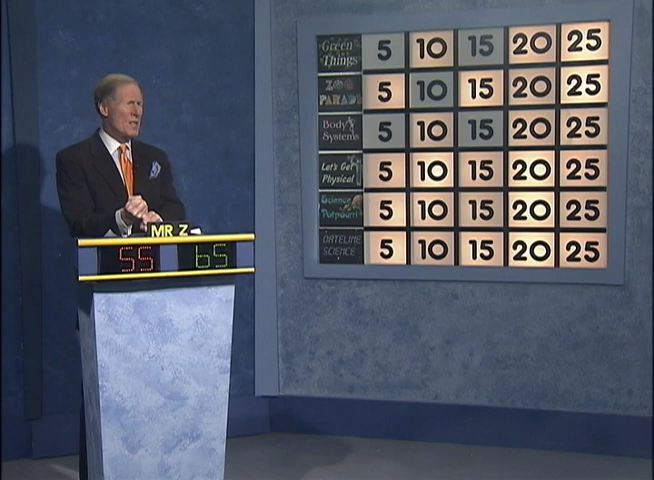 Green Things 5 10 15 20 25
ZOO PARADE 5 10 15 20 25
Body Systems 5 10 15 20 25
Let's Get Physical 5 10 15 20 25
Science Potpourri 5 10 15 20 25
DATELINE SCIENCE 5 10 15 20 25
MR Z
55 65